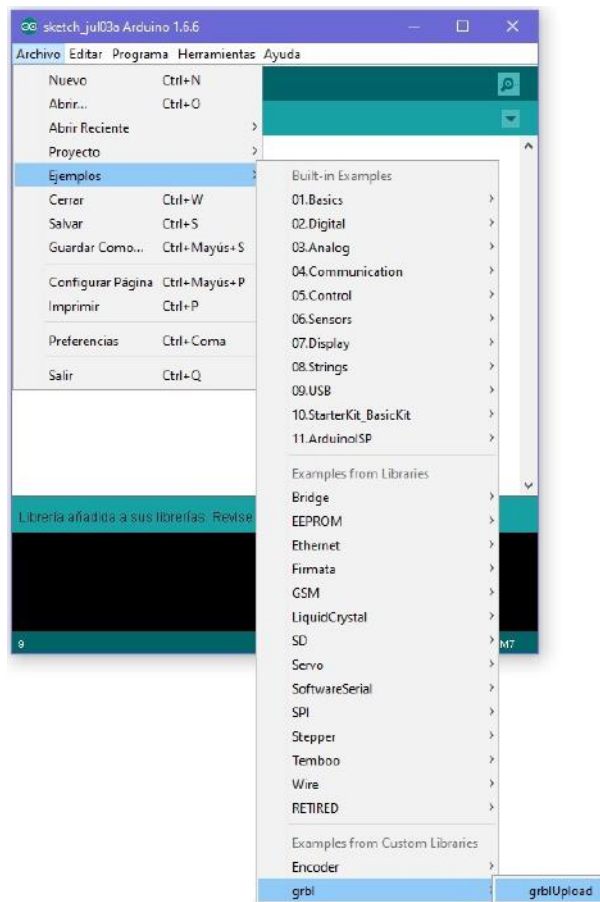 sketch_jul03a Arduino 1.6.6
Archivo Editar Programa Herramientas Ayuda
Nuevo Ctrl+N
Abrir... Ctrl+O
Abrir Reciente
Proyecto
Ejemplos
Cerrar Ctrl+W
Salvar Ctrl+S
Guardar Como... Ctrl+Mayús+S
Configurar Página Ctrl+Mayús+P
Imprimir Ctrl+P
Preferencias Ctrl+Coma
Salir Ctrl+Q
Built-in Examples
01.Basics
02.Digital
03.Analog
04.Communication
05.Control
06.Sensors
07.Display
08.Strings
09.USB
10.StarterKit_BasicKit
11.ArduinoISP
Examples from Libraries
Bridge
EEPROM
Ethernet
Firmata
GSM
LiquidCrystal
SD
Servo
SoftwareSerial
SPI
Stepper
Temboo
Wire
RETIRED
Examples from Custom Libraries
Encoder
grbl
grblUpload
Librería añadida a sus librerías. Revise
9
M7